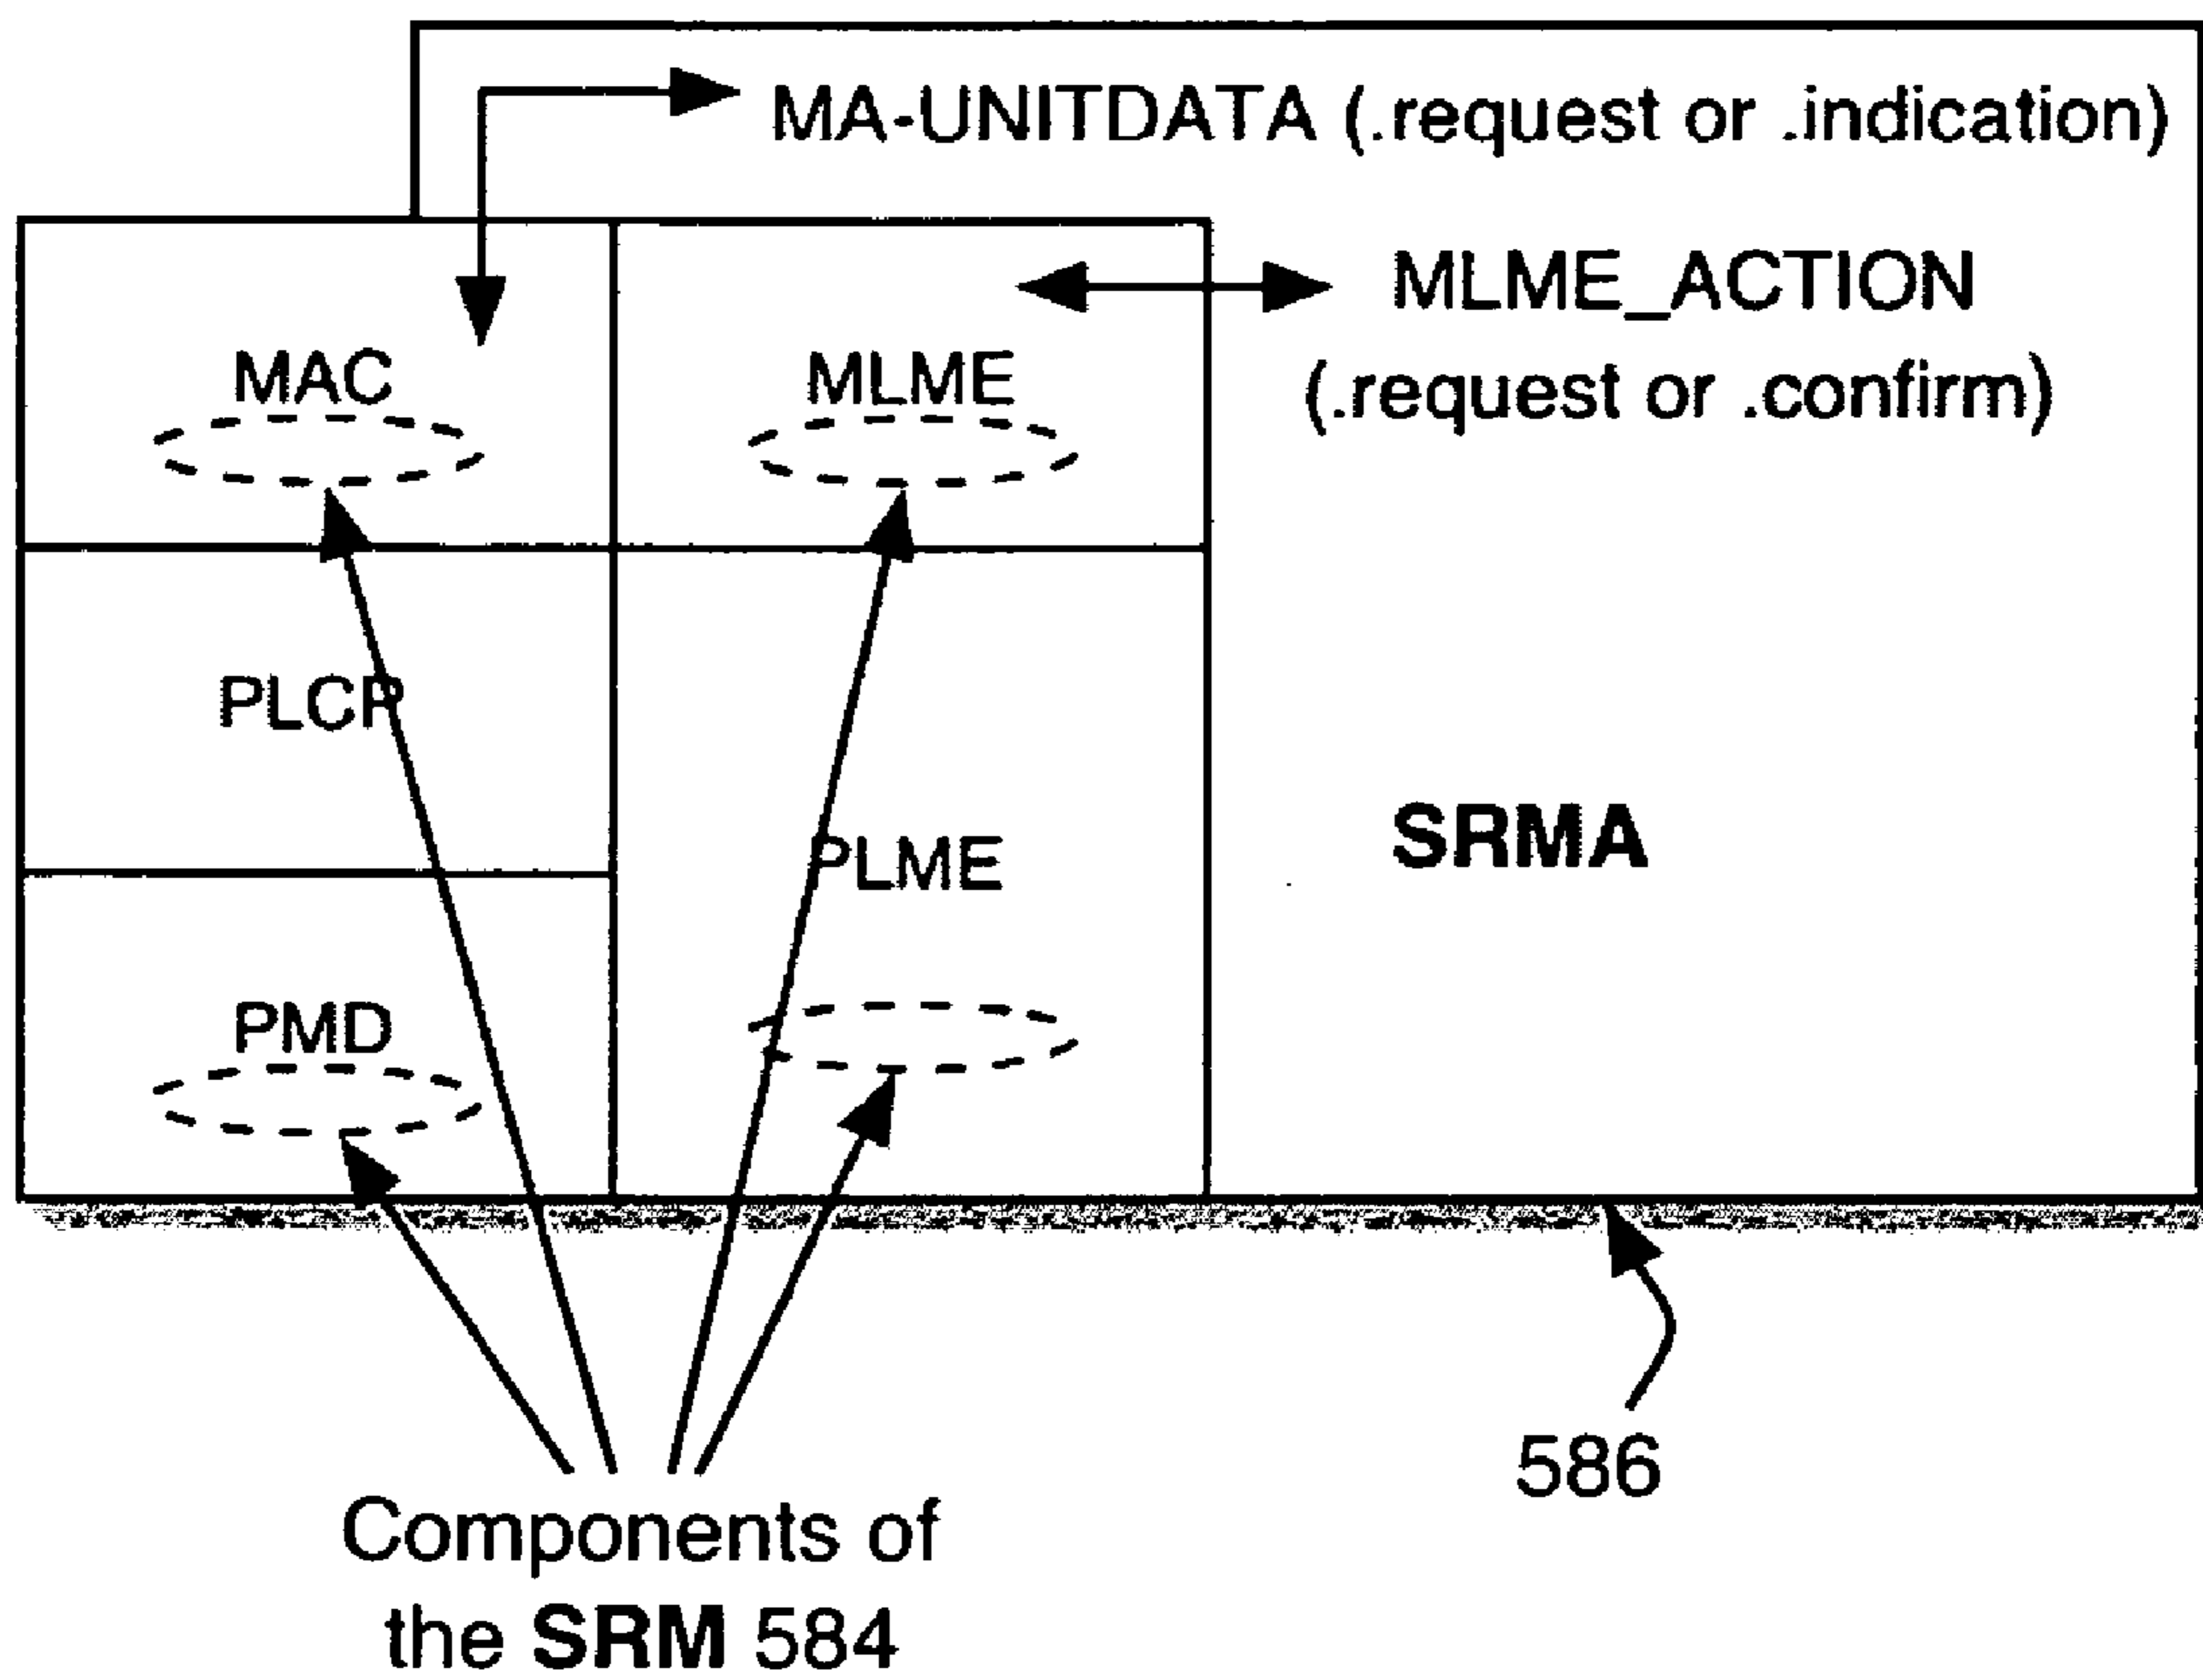 MA-UNITDATA (.request or .indication)
MLME_ACTION
(.request or .confirm)
MAC
MLME
PLCP
PLME
SRMA
PMD
586
Components of
the SRM 584